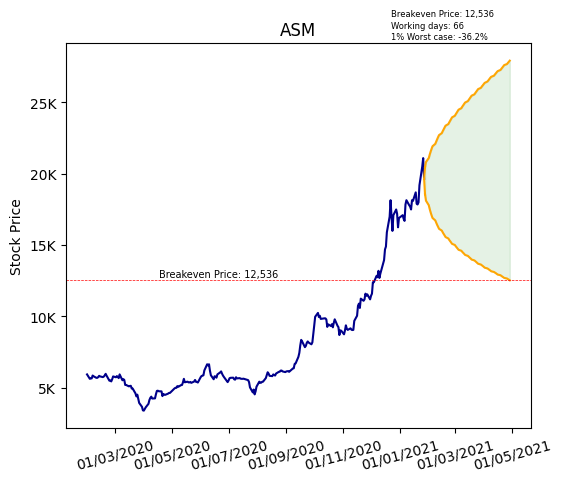 Breakeven Price: 12,536
Working days: 66
1% Worst case: -36.2%
ASM
Stock Price
25K
20K
15K
Breakeven Price: 12,536
10K
5K
01/03/2020 01/05/2020 01/07/2020 01/09/2020 01/11/2020 01/01/2021 01/03/2021 01/05/2021